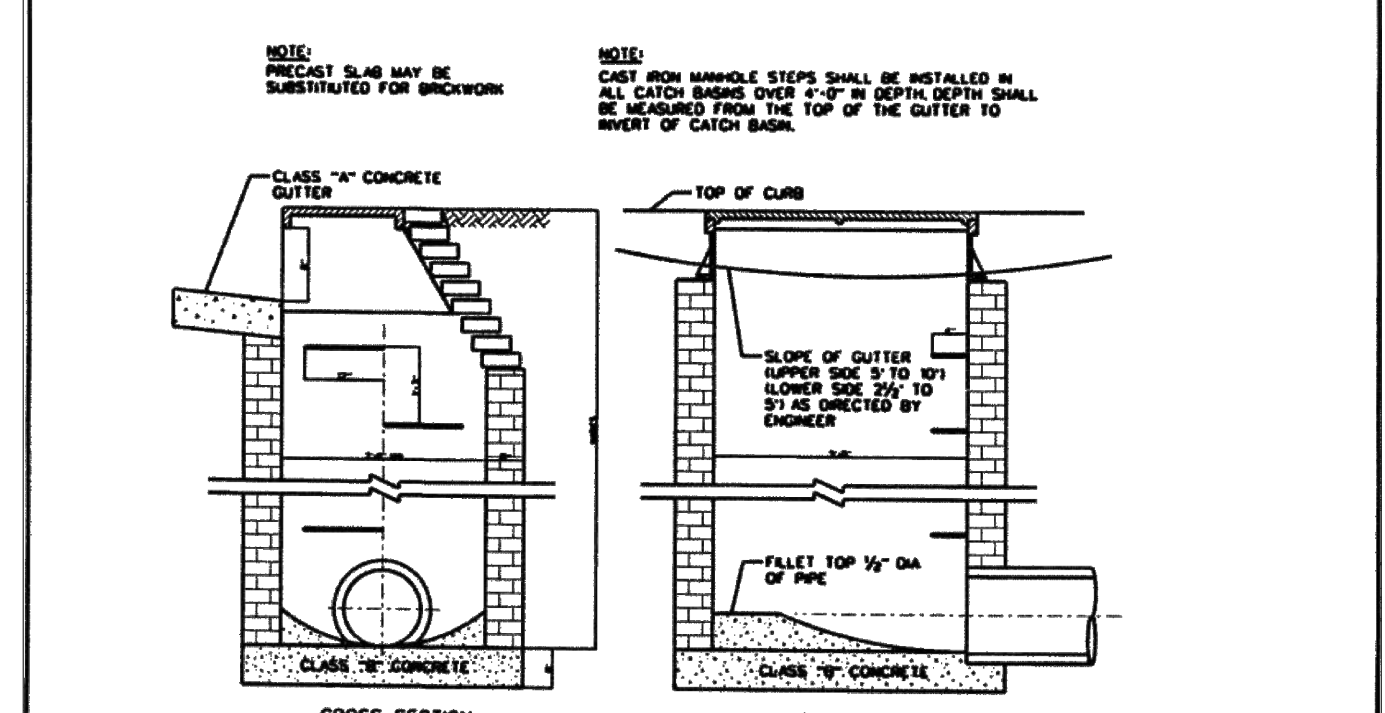 NOTE:
PRECAST SLAB MAY BE
SUBSTITIUTED FOR BRICKWORK
NOTE:
CAST IRON MANHOLE STEPS SHALL BE INSTALLED IN
ALL CATCH BASINS OVER 4'-0" IN DEPTH. DEPTH SHALL
BE MEASURED FROM THE TOP OF THE GUTTER TO
INVERT OF CATCH BASIN.
CLASS "A" CONCRETE
GUTTER
TOP OF CURB
SLOPE OF GUTTER
(UPPER SIDE 5' TO 10')
(LOWER SIDE 2½' TO
5') AS DIRECTED BY
ENGINEER
FILLET TOP ½" DIA
OF PIPE
CLASS "B" CONCRETE
CLASS "B" CONCRETE
CROSS SECTION